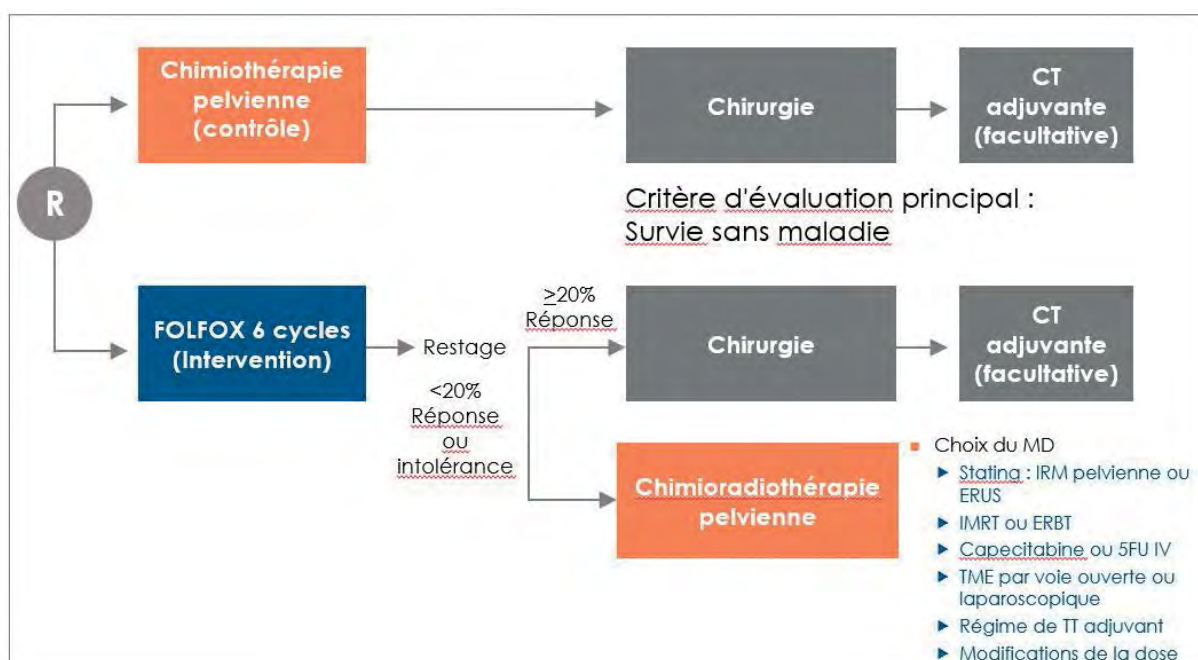 Chimiothérapie
pelvienne
(contrôle)
Chirurgie
CT
adjuvante
(facultative)
R
Critère d'évaluation principal :
Survie sans maladie
FOLFOX 6 cycles
(Intervention)
Restage
<20%
Réponse
ou
intolérance
≥20%
Réponse
Chirurgie
CT
adjuvante
(facultative)
Chimioradiothérapie
pelvienne
Choix du MD
Stating : IRM pelvienne ou
ERUS
IMRT ou ERBT
Capecitabine ou 5FU IV
TME par voie ouverte ou
laparoscopique
Régime de TT adjuvant
Modifications de la dose